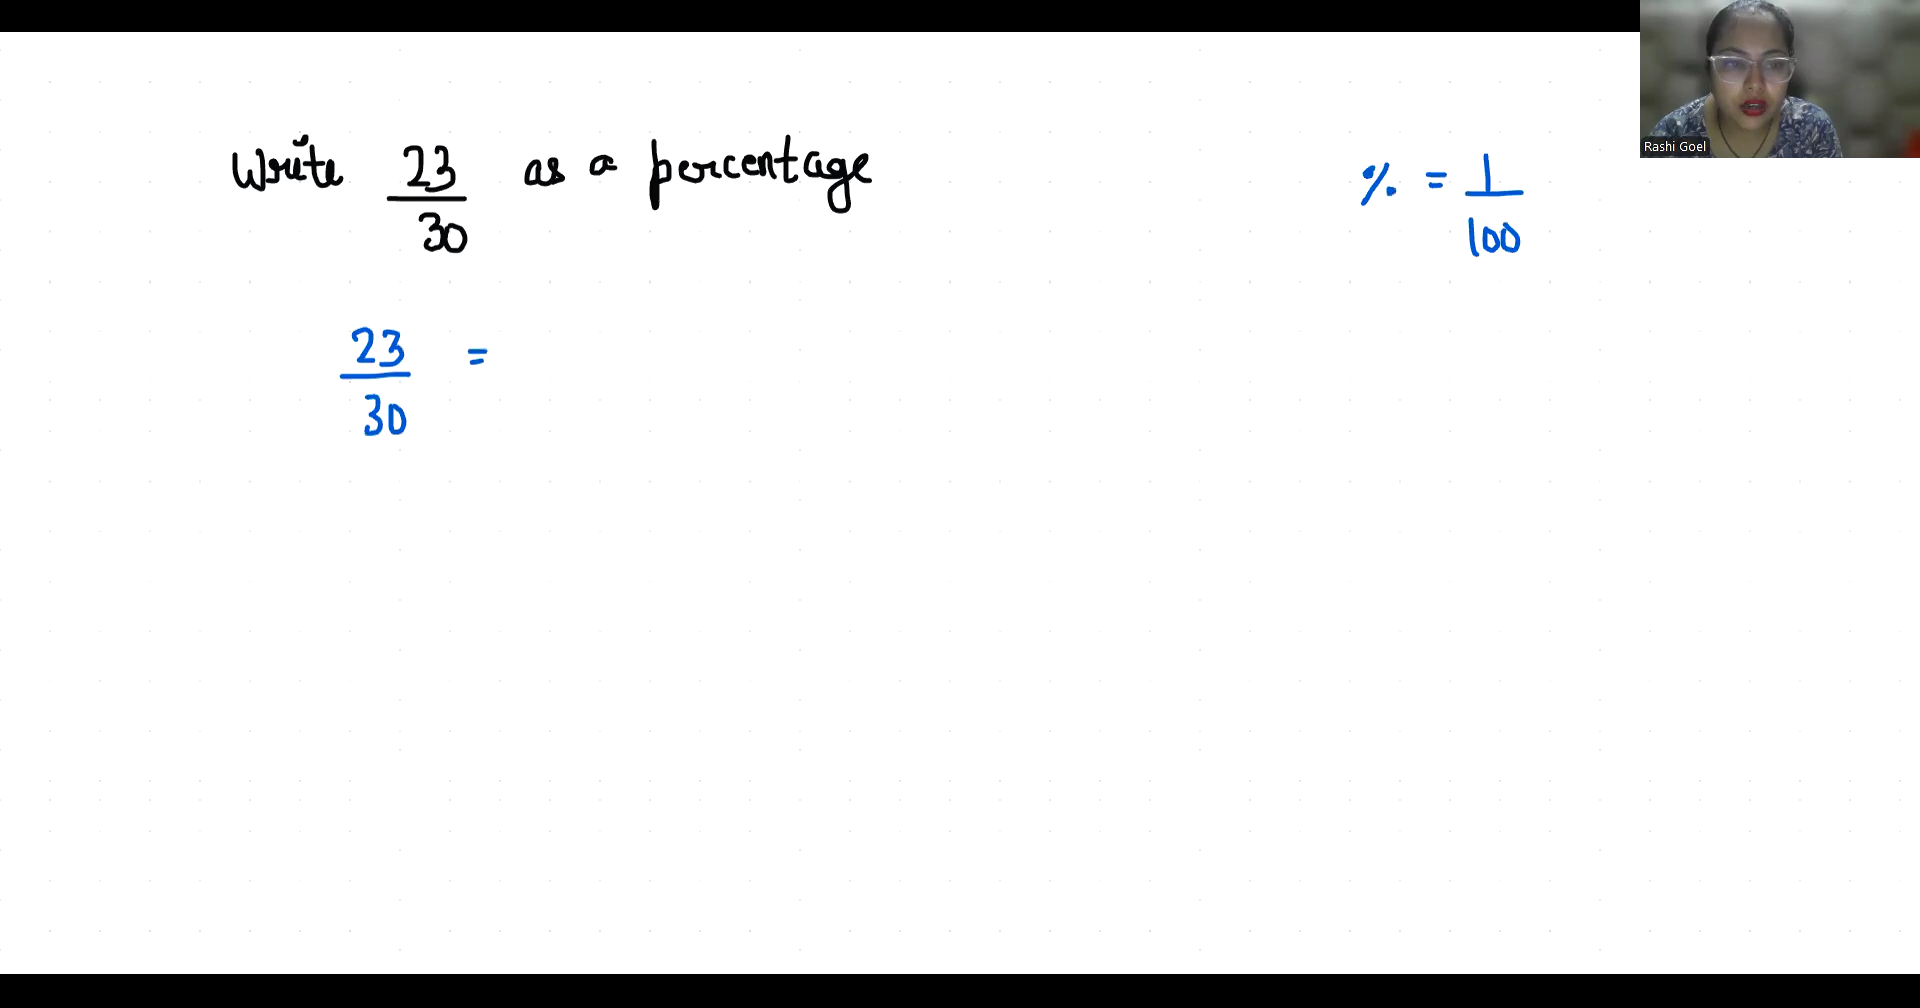 Write 23/30 as a percentage
% = 1/100
Rashi Goel
23/30 =